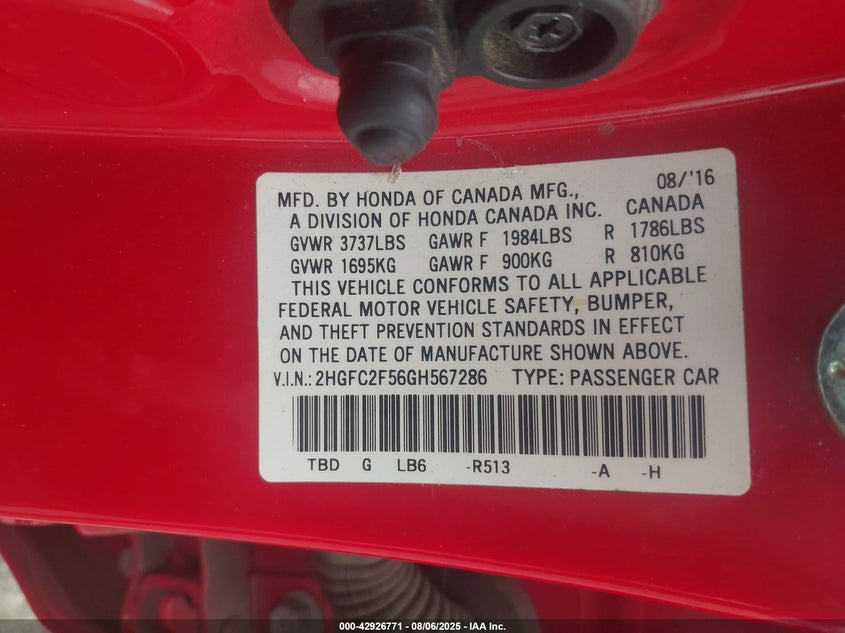 MFD. BY HONDA OF CANADA MFG., 08/'16
A DIVISION OF HONDA CANADA INC. CANADA
GVWR 3737LBS GAWR F 1984LBS R 1786LBS
GVWR 1695KG GAWR F 900KG R 810KG
THIS VEHICLE CONFORMS TO ALL APPLICABLE
FEDERAL MOTOR VEHICLE SAFETY, BUMPER,
AND THEFT PREVENTION STANDARDS IN EFFECT
ON THE DATE OF MANUFACTURE SHOWN ABOVE.
V.I.N.: 2HGFC2F56GH567286 TYPE: PASSENGER CAR
TBD G LB6 -R513 -A -H
000-42926771 - 08/06/2025 - IAA Inc.